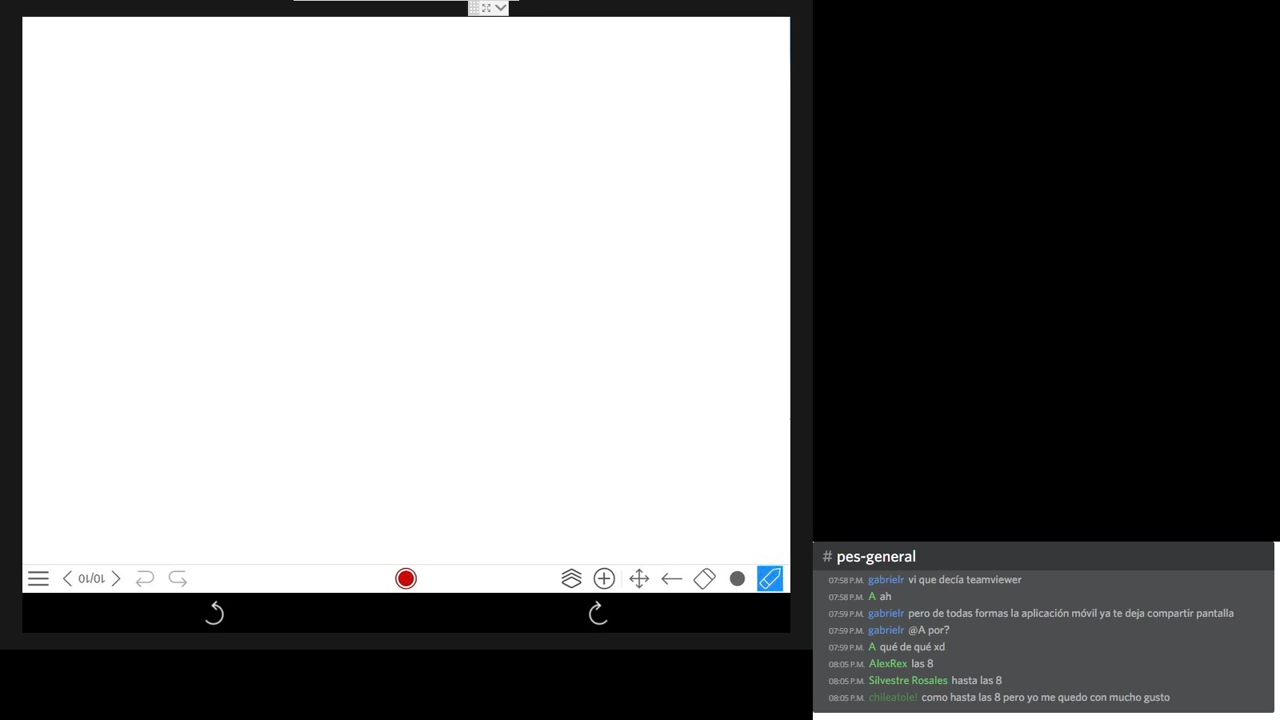 10/10
# pes-general
07:58 P.M. gabrielr vi que decía teamviewer
07:58 P.M. A ah
07:59 P.M. gabrielr pero de todas formas la aplicación móvil ya te deja compartir pantalla
07:59 P.M. gabrielr @A por?
07:59 P.M. A qué de qué xd
08:05 P.M. AlexRex las 8
08:05 P.M. Silvestre Rosales hasta las 8
08:05 P.M. chileatole! como hasta las 8 pero yo me quedo con mucho gusto